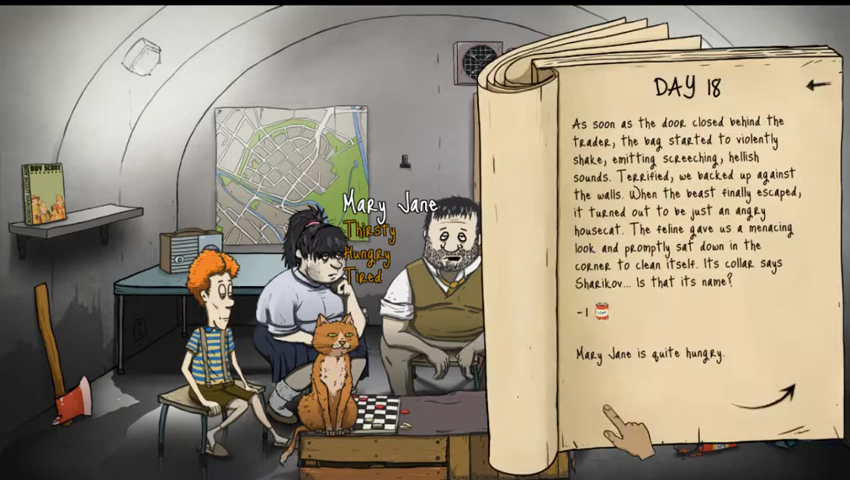 BOY SCOUT
Mary Jane
Thirsty
Hungry
Tired
DAY 18
As soon as the door closed behind the
trader, the bag started to violently
shake, emitting screeching, hellish
sounds. Terrified, we backed up against
the walls. When the beast finally escaped,
it turned out to be just an angry
housecat. The feline gave us a menacing
look and promptly sat down in the
corner to clean itself. Its collar says
Sharikov... Is that its name?
-1
Mary Jane is quite hungry.